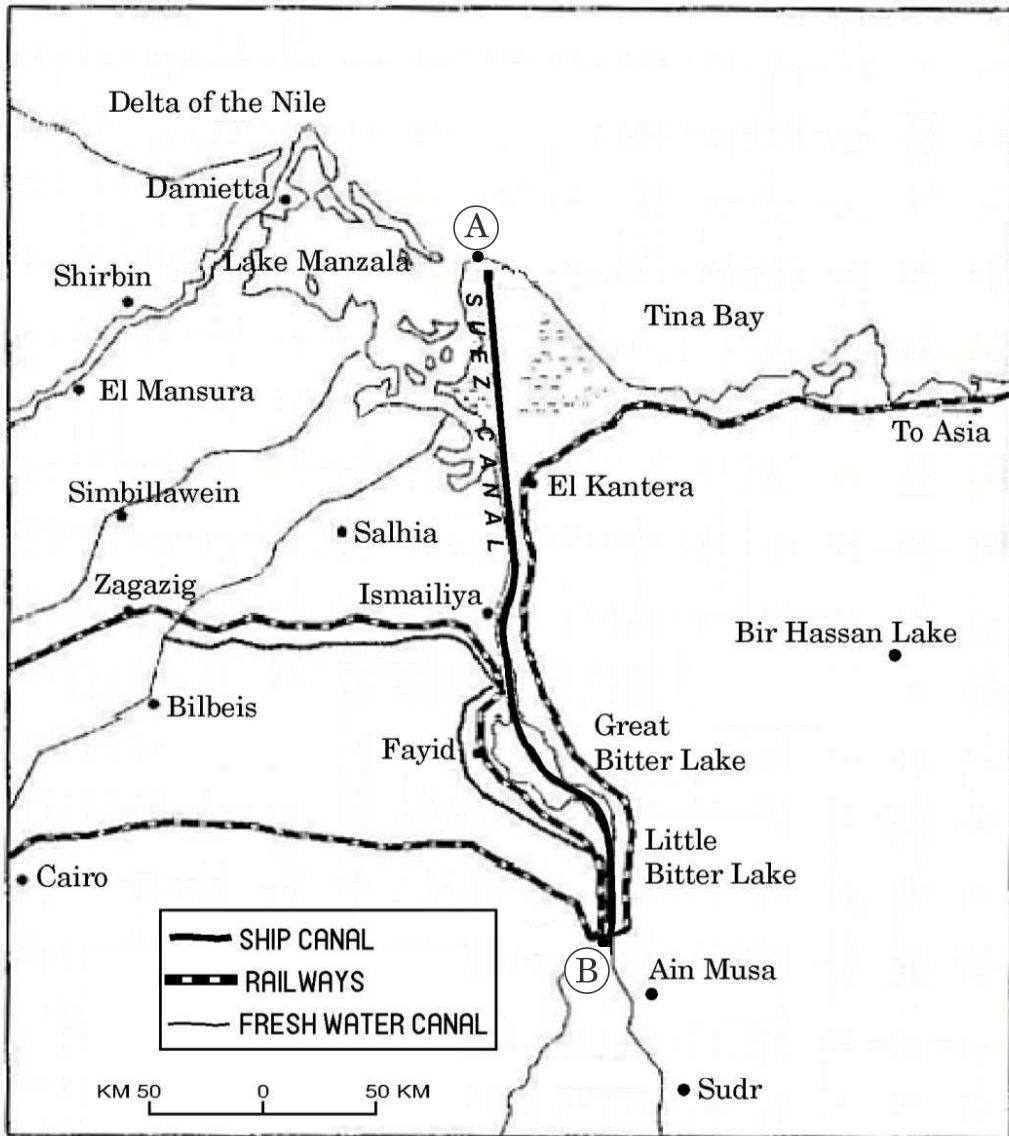 Delta of the Nile
Damietta
A
Lake Manzala
Shirbin
Tina Bay
SUEZ CANAL
El Mansura
To Asia
El Kantera
Simbillawein
Salhia
Zagazig
Ismailiya
Bir Hassan Lake
Bilbeis
Great
Bitter Lake
Fayid
Little
Bitter Lake
Cairo
SHIP CANAL
RAILWAYS
FRESH WATER CANAL
B
Ain Musa
Sudr
KM 50 0 50 KM